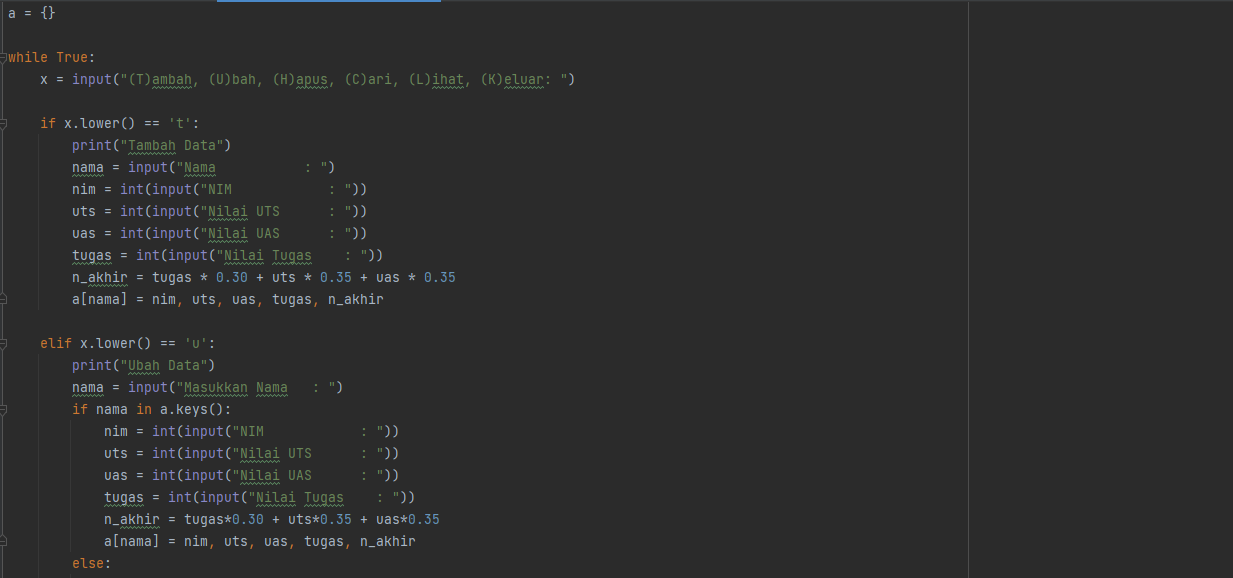 a = {}
while True:
    x = input("(T)ambah, (U)bah, (H)apus, (C)ari, (L)ihat, (K)eluar: ")
    if x.lower() == 't':
        print("Tambah Data")
        nama = input("Nama           : ")
        nim = int(input("NIM            : "))
        uts = int(input("Nilai UTS      : "))
        uas = int(input("Nilai UAS      : "))
        tugas = int(input("Nilai Tugas    : "))
        n_akhir = tugas * 0.30 + uts * 0.35 + uas * 0.35
        a[nama] = nim, uts, uas, tugas, n_akhir
    elif x.lower() == 'u':
        print("Ubah Data")
        nama = input("Masukkan Nama   : ")
        if nama in a.keys():
            nim = int(input("NIM            : "))
            uts = int(input("Nilai UTS      : "))
            uas = int(input("Nilai UAS      : "))
            tugas = int(input("Nilai Tugas    : "))
            n_akhir = tugas*0.30 + uts*0.35 + uas*0.35
            a[nama] = nim, uts, uas, tugas, n_akhir
        else: